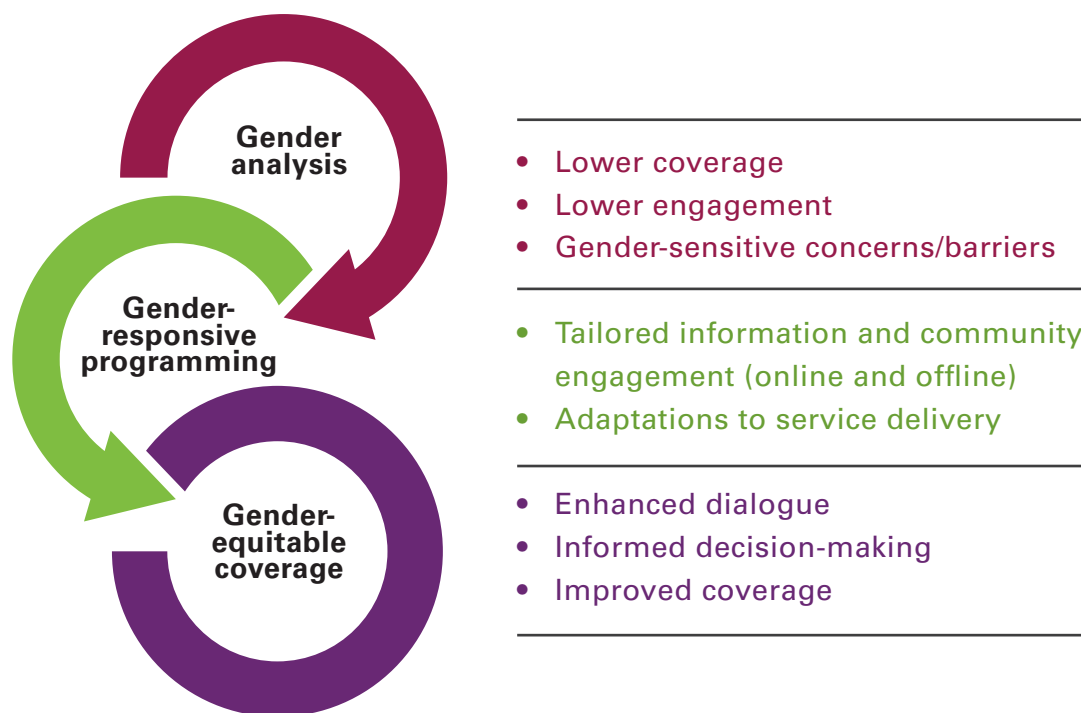 Gender
analysis
• Lower coverage
• Lower engagement
• Gender-sensitive concerns/barriers
Gender-
responsive
programming
• Tailored information and community
engagement (online and offline)
• Adaptations to service delivery
Gender-
equitable
coverage
• Enhanced dialogue
• Informed decision-making
• Improved coverage